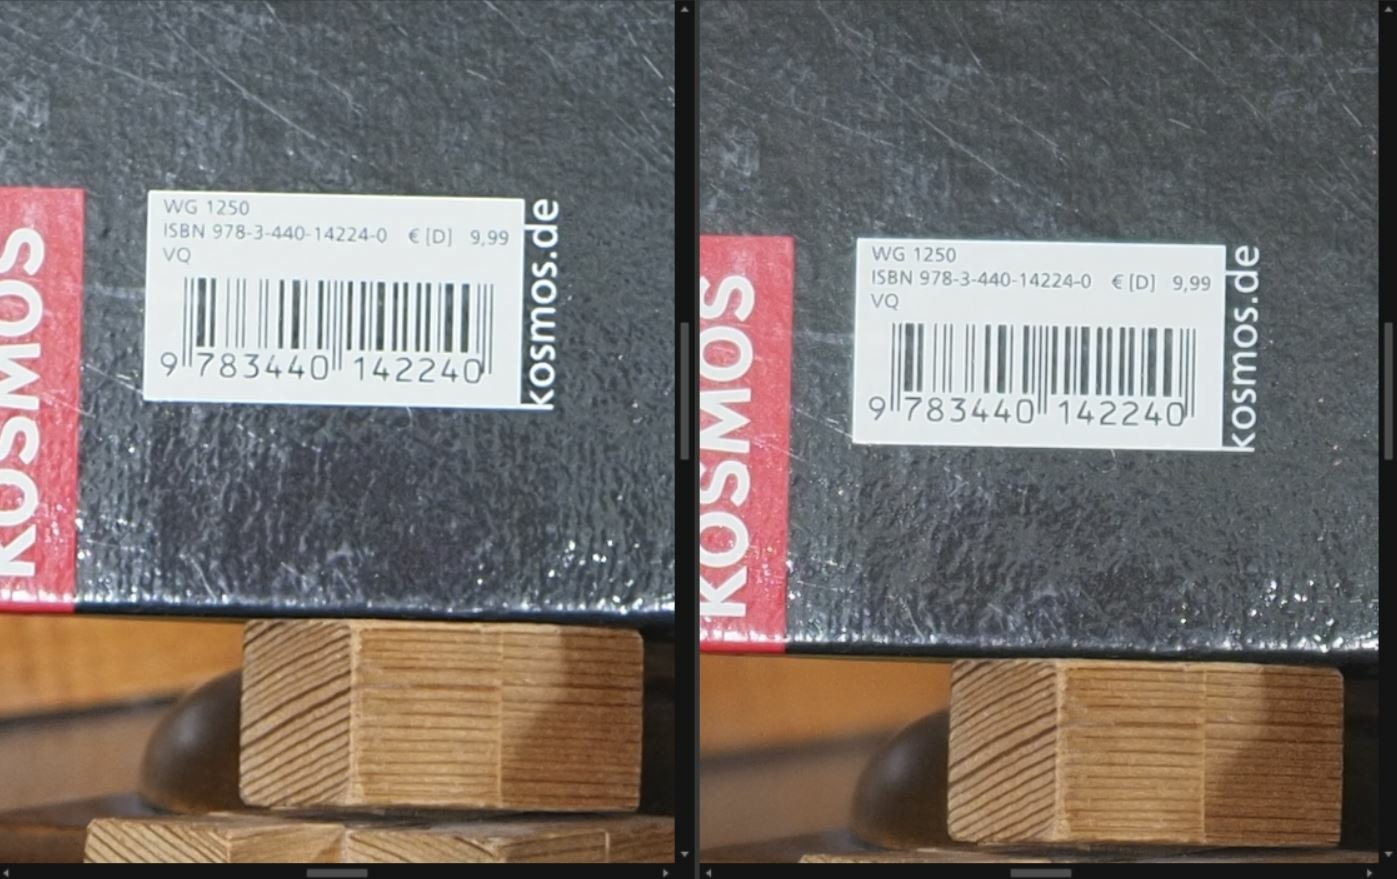 WG 1250
ISBN 978-3-440-14224-0 € [D] 9,99
VQ
9 783440 142240
kosmos.de
KOSMOS
WG 1250
ISBN 978-3-440-14224-0 € [D] 9,99
VQ
9 783440 142240
kosmos.de
KOSMOS